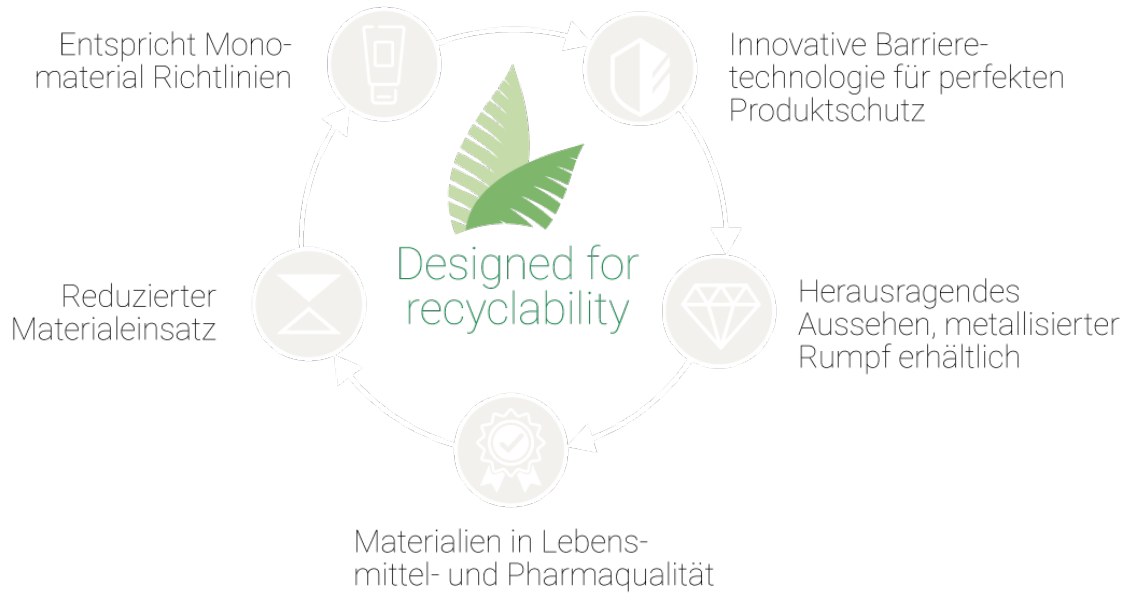 Entspricht Mono-
material Richtlinien
Innovative Barriere-
technologie für perfekten
Produktschutz
Designed for
recyclability
Reduzierter
Materialeinsatz
Herausragendes
Aussehen, metallisierter
Rumpf erhältlich
Materialien in Lebens-
mittel- und Pharmaqualität